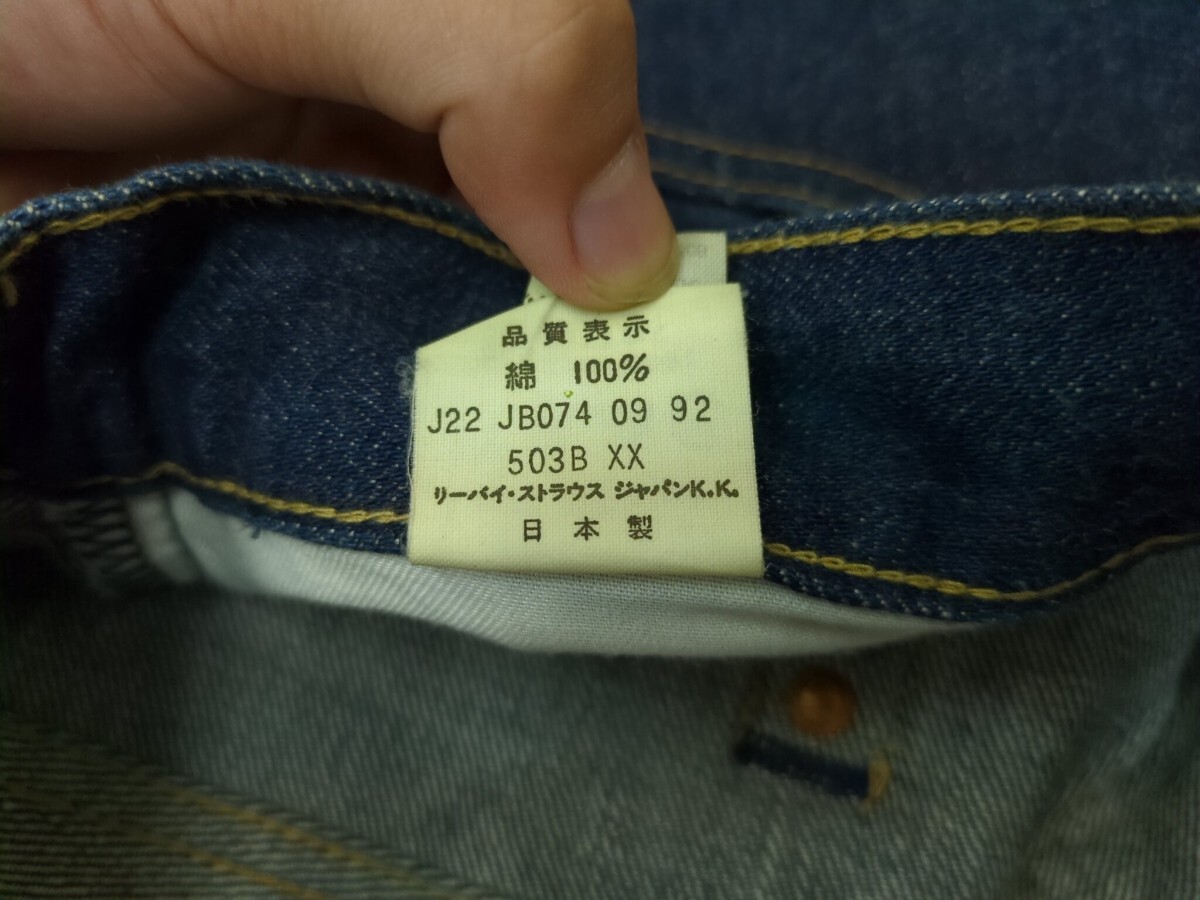 品質表示
綿 100%
J22 JB074 09 92
503B XX
リーバイ・ストラウス ジャパンK.K.
日本製